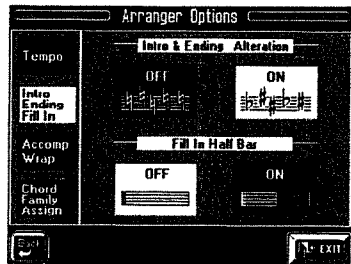 Arranger Options
Tempo
Intro
Ending
Fill In
Accomp
Wrap
Chord
Family
Assign
Intro & Ending Alteration
OFF
ON
Fill In Half Bar
OFF
ON
Back
EXIT